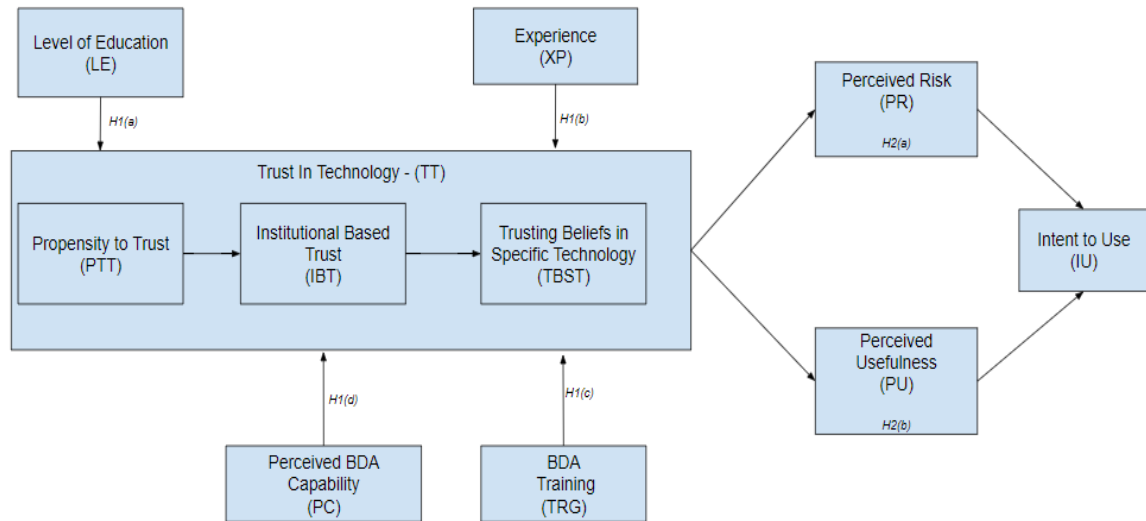 Level of Education
(LE)
Experience
(XP)
H1(a)
H1(b)
Perceived Risk
(PR)
H2(a)
Trust In Technology - (TT)
Propensity to Trust
(PTT)
Institutional Based
Trust
(IBT)
Trusting Beliefs in
Specific Technology
(TBST)
Intent to Use
(IU)
Perceived
Usefulness
(PU)
H2(b)
H1(d)
H1(c)
Perceived BDA
Capability
(PC)
BDA
Training
(TRG)